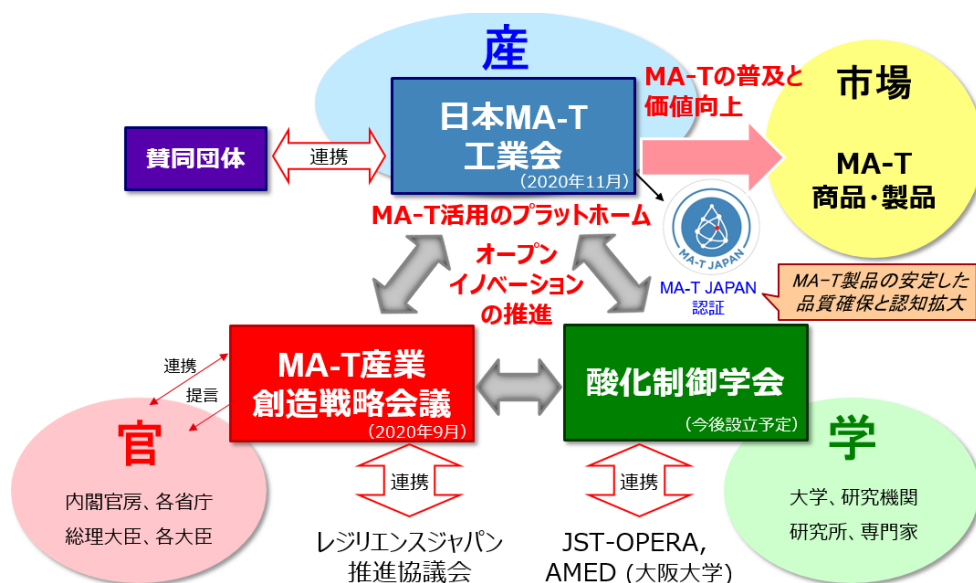 産
日本MA-T
工業会
（2020年11月）
賛同団体
連携
MA-Tの普及と
価値向上
市場
MA-T
商品・製品
MA-T活用のプラットホーム
オープン
イノベーション
の推進
MA-T JAPAN
MA-T JAPAN
認証
MA-T製品の安定した
品質確保と認知拡大
MA-T産業
創造戦略会議
（2020年9月）
酸化制御学会
（今後設立予定）
連携
提言
官
内閣官房、各省庁
総理大臣、各大臣
学
大学、研究機関
研究所、専門家
連携
レジリエンスジャパン
推進協議会
連携
JST-OPERA,
AMED (大阪大学)